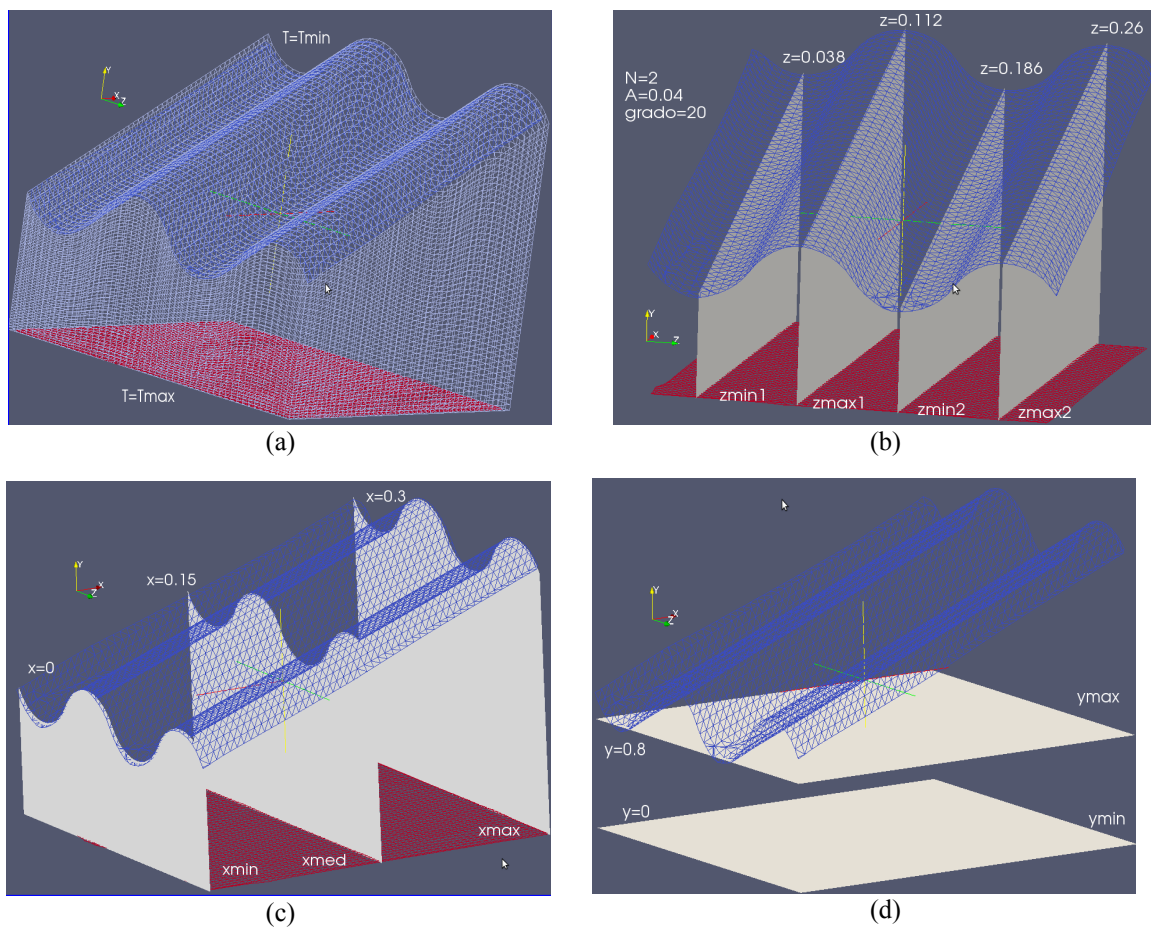 T=Tmin
Y
X
Z
T=Tmax
(a)
z=0.112
z=0.26
z=0.038
z=0.186
N=2
A=0.04
grado=20
Y
Z
zmin1
zmax1
zmin2
zmax2
(b)
x=0.3
x=0.15
Y
X
Z
x=0
xmax
xmed
xmin
(c)
Y
X
Z
ymax
y=0.8
y=0
ymin
(d)